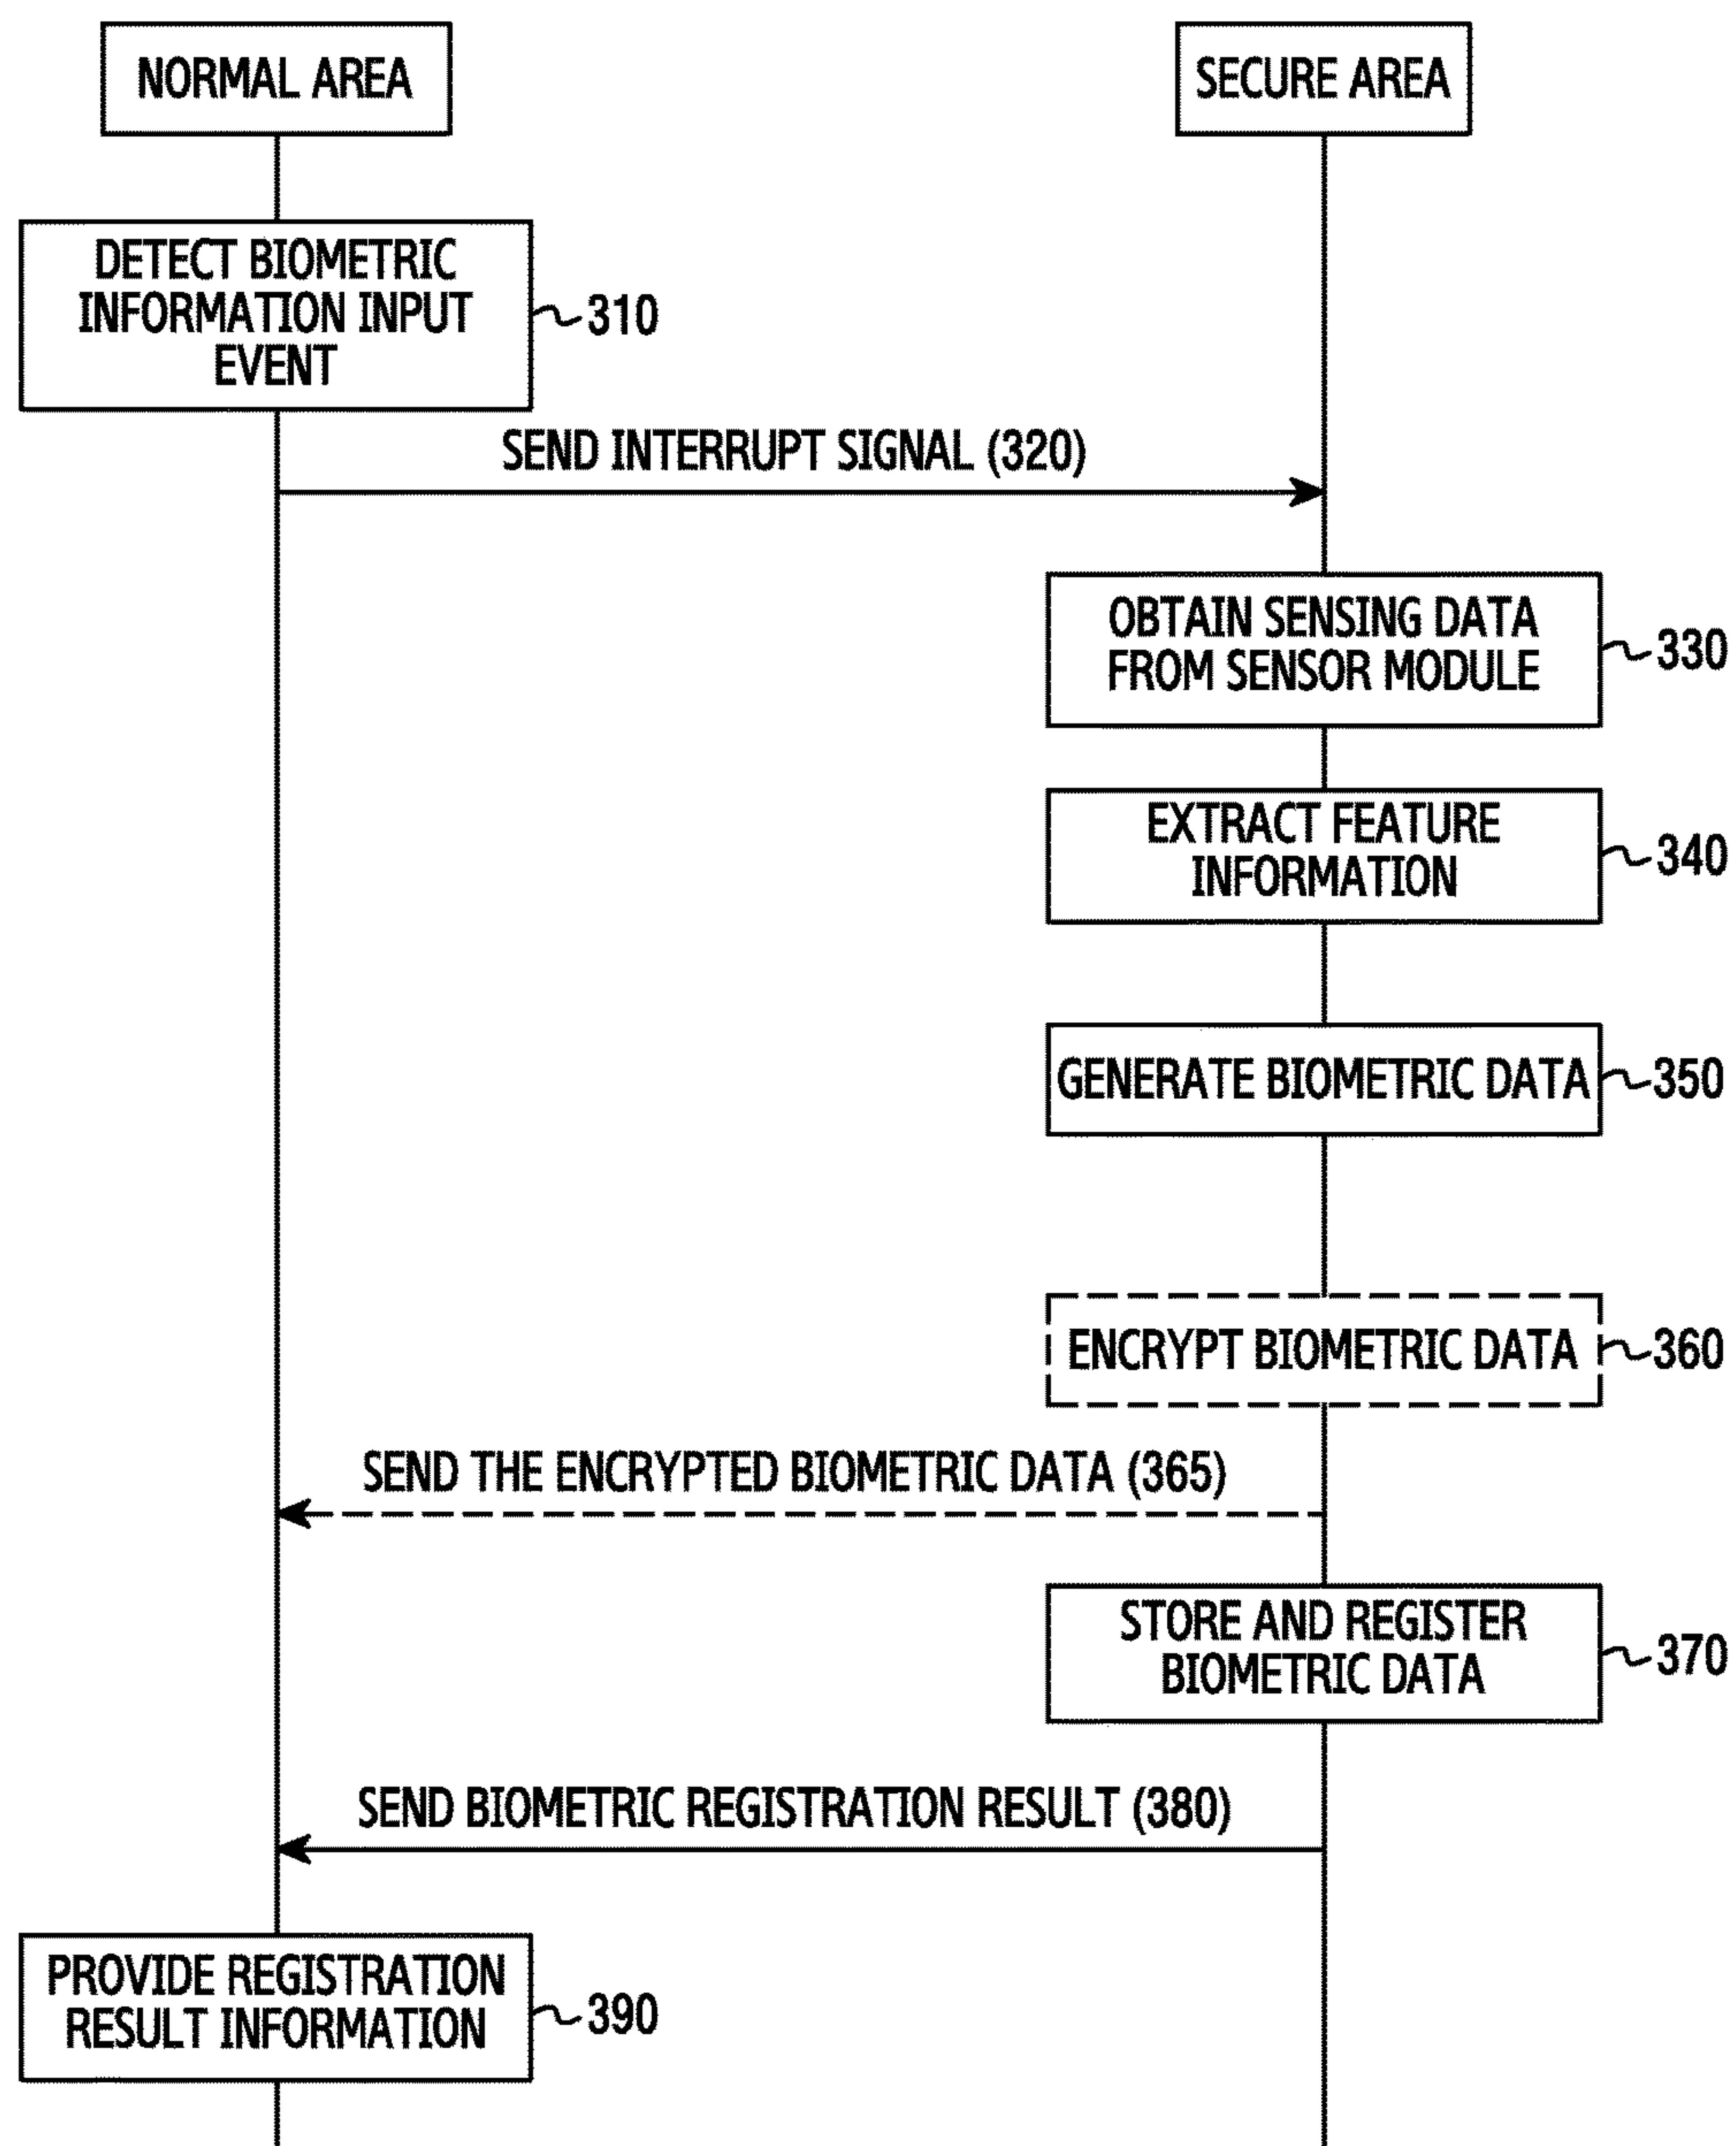 NORMAL AREA
SECURE AREA
DETECT BIOMETRIC
INFORMATION INPUT
EVENT
310
SEND INTERRUPT SIGNAL (320)
OBTAIN SENSING DATA
FROM SENSOR MODULE
330
EXTRACT FEATURE
INFORMATION
340
GENERATE BIOMETRIC DATA
350
ENCRYPT BIOMETRIC DATA
360
SEND THE ENCRYPTED BIOMETRIC DATA (365)
STORE AND REGISTER
BIOMETRIC DATA
370
SEND BIOMETRIC REGISTRATION RESULT (380)
PROVIDE REGISTRATION
RESULT INFORMATION
390